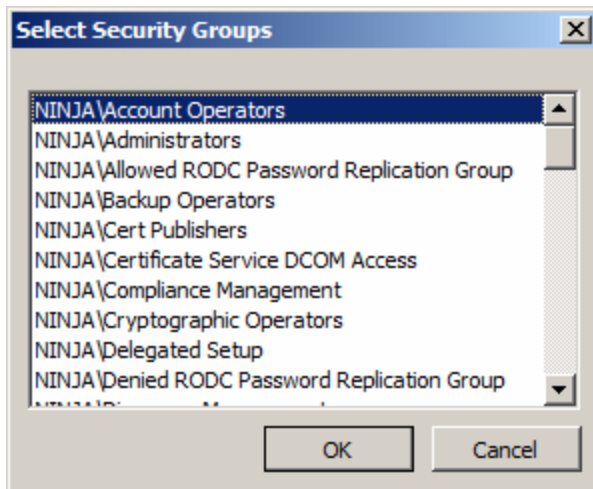 Select Security Groups
NINJA\Account Operators
NINJA\Administrators
NINJA\Allowed RODC Password Replication Group
NINJA\Backup Operators
NINJA\Cert Publishers
NINJA\Certificate Service DCOM Access
NINJA\Compliance Management
NINJA\Cryptographic Operators
NINJA\Delegated Setup
NINJA\Denied RODC Password Replication Group
OK Cancel